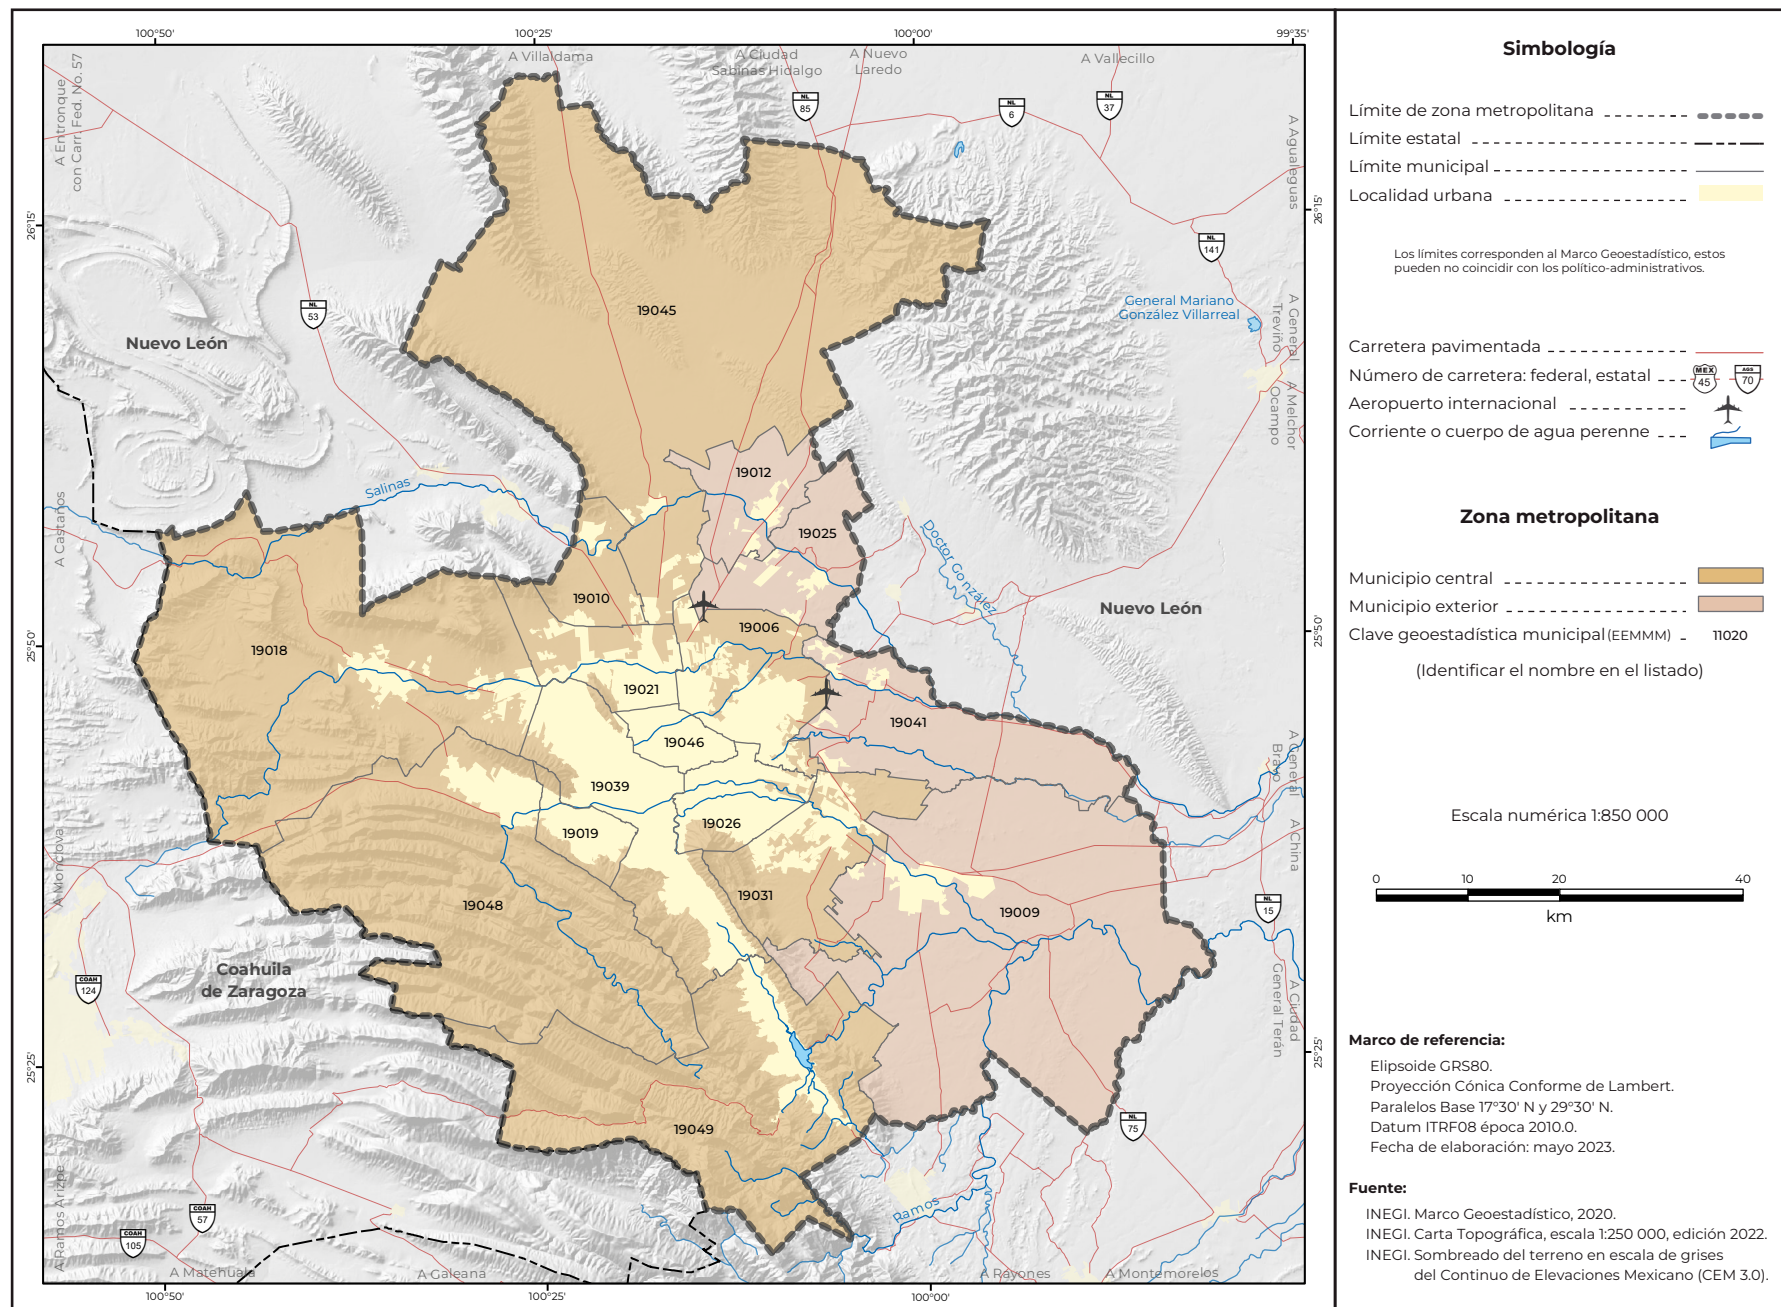 100°50'
100°25'
100°00'
99°35'
A Villaldama
A Ciudad
Sabinas Hidalgo
A Nuevo
Laredo
A Vallecillo
A Entronque
con Carr. Fed. No. 57
NL
85
NL
6
NL
37
A Agualeguas
26°15'
26°15'
NL
141
19045
General Mariano
González Villarreal
A General
Treviño
NL
53
Nuevo León
A Melchor
Ocampo
19012
Salinas
A Castaños
19025
Doctor González
19010
Nuevo León
19006
25°50'
25°50'
19018
19021
19041
19046
A General
Bravo
19039
19026
19019
A Monclova
A China
19031
19048
19009
NL
15
Coahuila
de Zaragoza
COAH
124
A Ciudad
General Terán
25°25'
25°25'
NL
75
19049
A Ramos Arizpe
COAH
57
COAH
105
Ramos
A Matehuala
A Galeana
A Rayones
A Montemorelos
100°50'
100°25'
100°00'
Simbología
Límite de zona metropolitana
Límite estatal
Límite municipal
Localidad urbana
Los límites corresponden al Marco Geoestadístico, estos
pueden no coincidir con los político-administrativos.
Carretera pavimentada
Número de carretera: federal, estatal
MEX
45
AGS
70
Aeropuerto internacional
Corriente o cuerpo de agua perenne
Zona metropolitana
Municipio central
Municipio exterior
Clave geoestadística municipal (EEMMM) 11020
(Identificar el nombre en el listado)
Escala numérica 1:850 000
0 10 20 40
km
Marco de referencia:
Elipsoide GRS80.
Proyección Cónica Conforme de Lambert.
Paralelos Base 17°30' N y 29°30' N.
Datum ITRF08 época 2010.0.
Fecha de elaboración: mayo 2023.
Fuente:
INEGI. Marco Geoestadístico, 2020.
INEGI. Carta Topográfica, escala 1:250 000, edición 2022.
INEGI. Sombreado del terreno en escala de grises
del Continuo de Elevaciones Mexicano (CEM 3.0).